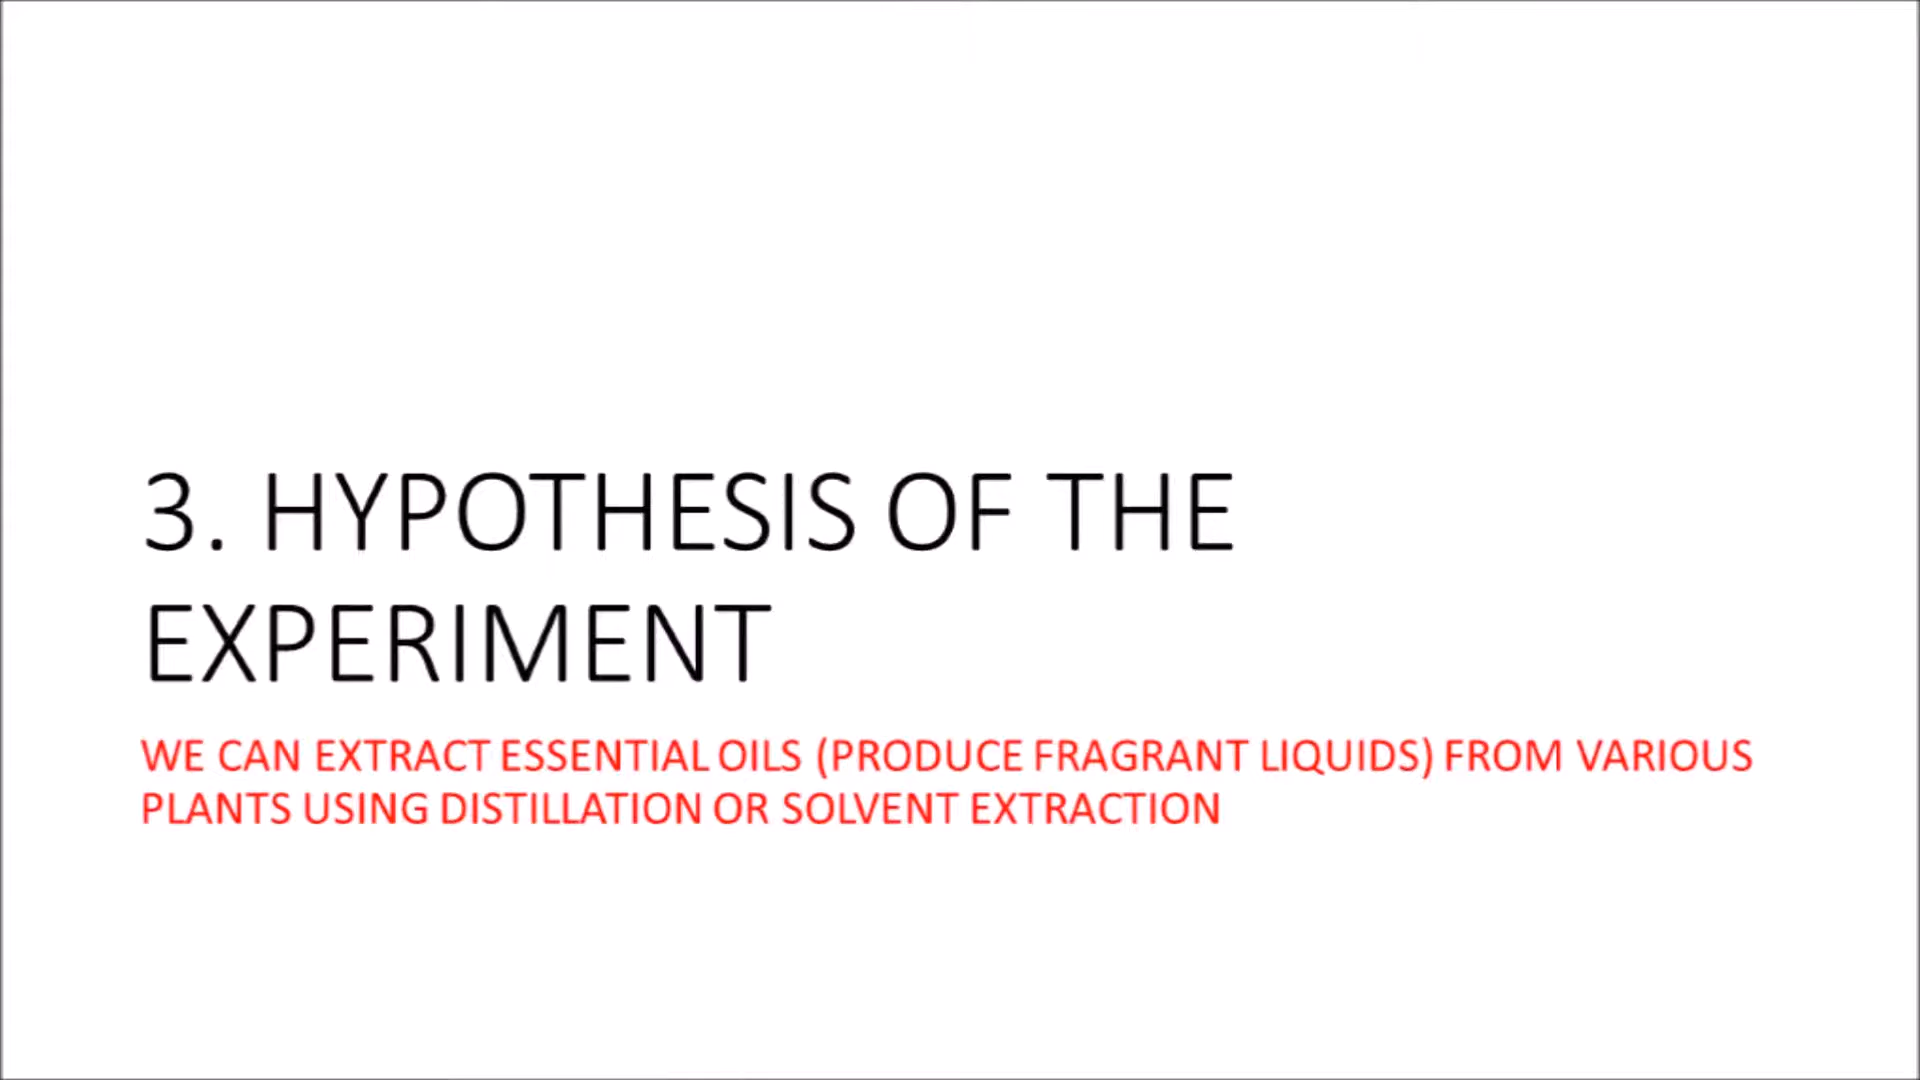 3. HYPOTHESIS OF THE
EXPERIMENT
WE CAN EXTRACT ESSENTIAL OILS (PRODUCE FRAGRANT LIQUIDS) FROM VARIOUS
PLANTS USING DISTILLATION OR SOLVENT EXTRACTION